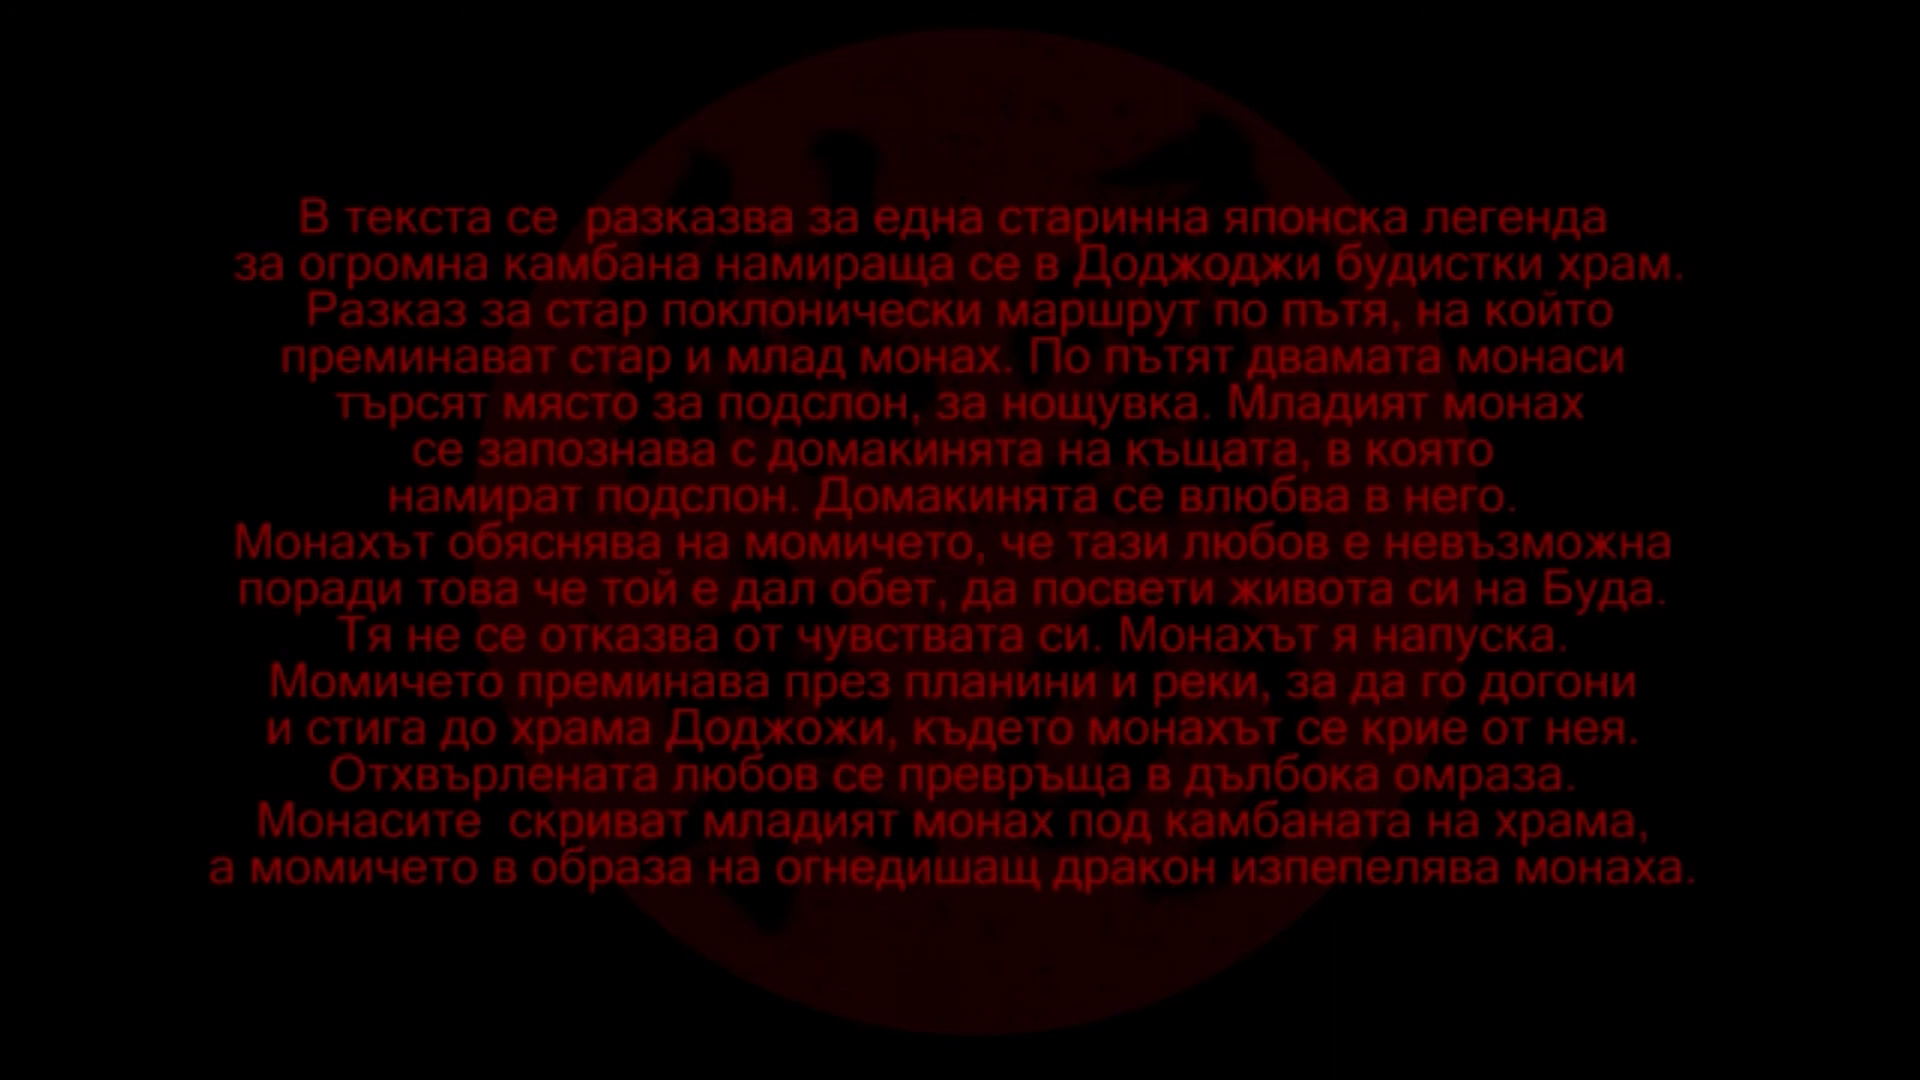 В текста се  разказва за една старинна японска легенда
за огромна камбана намираща се в Доджоджи будистки храм.
Разказ за стар поклонически маршрут по пътя, на който
преминават стар и млад монах. По пътят двамата монаси
търсят място за подслон, за нощувка. Младият монах
се запознава с домакинята на къщата, в която
намират подслон. Домакинята се влюбва в него.
Монахът обяснява на момичето, че тази любов е невъзможна
поради това че той е дал обет, да посвети живота си на Буда.
Тя не се отказва от чувствата си. Монахът я напуска.
Момичето преминава през планини и реки, за да го догони
и стига до храма Доджожи, където монахът се крие от нея.
Отхвърлената любов се превръща в дълбока омраза.
Монасите  скриват младият монах под камбаната на храма,
а момичето в образа на огнедишащ дракон изпепелява монаха.